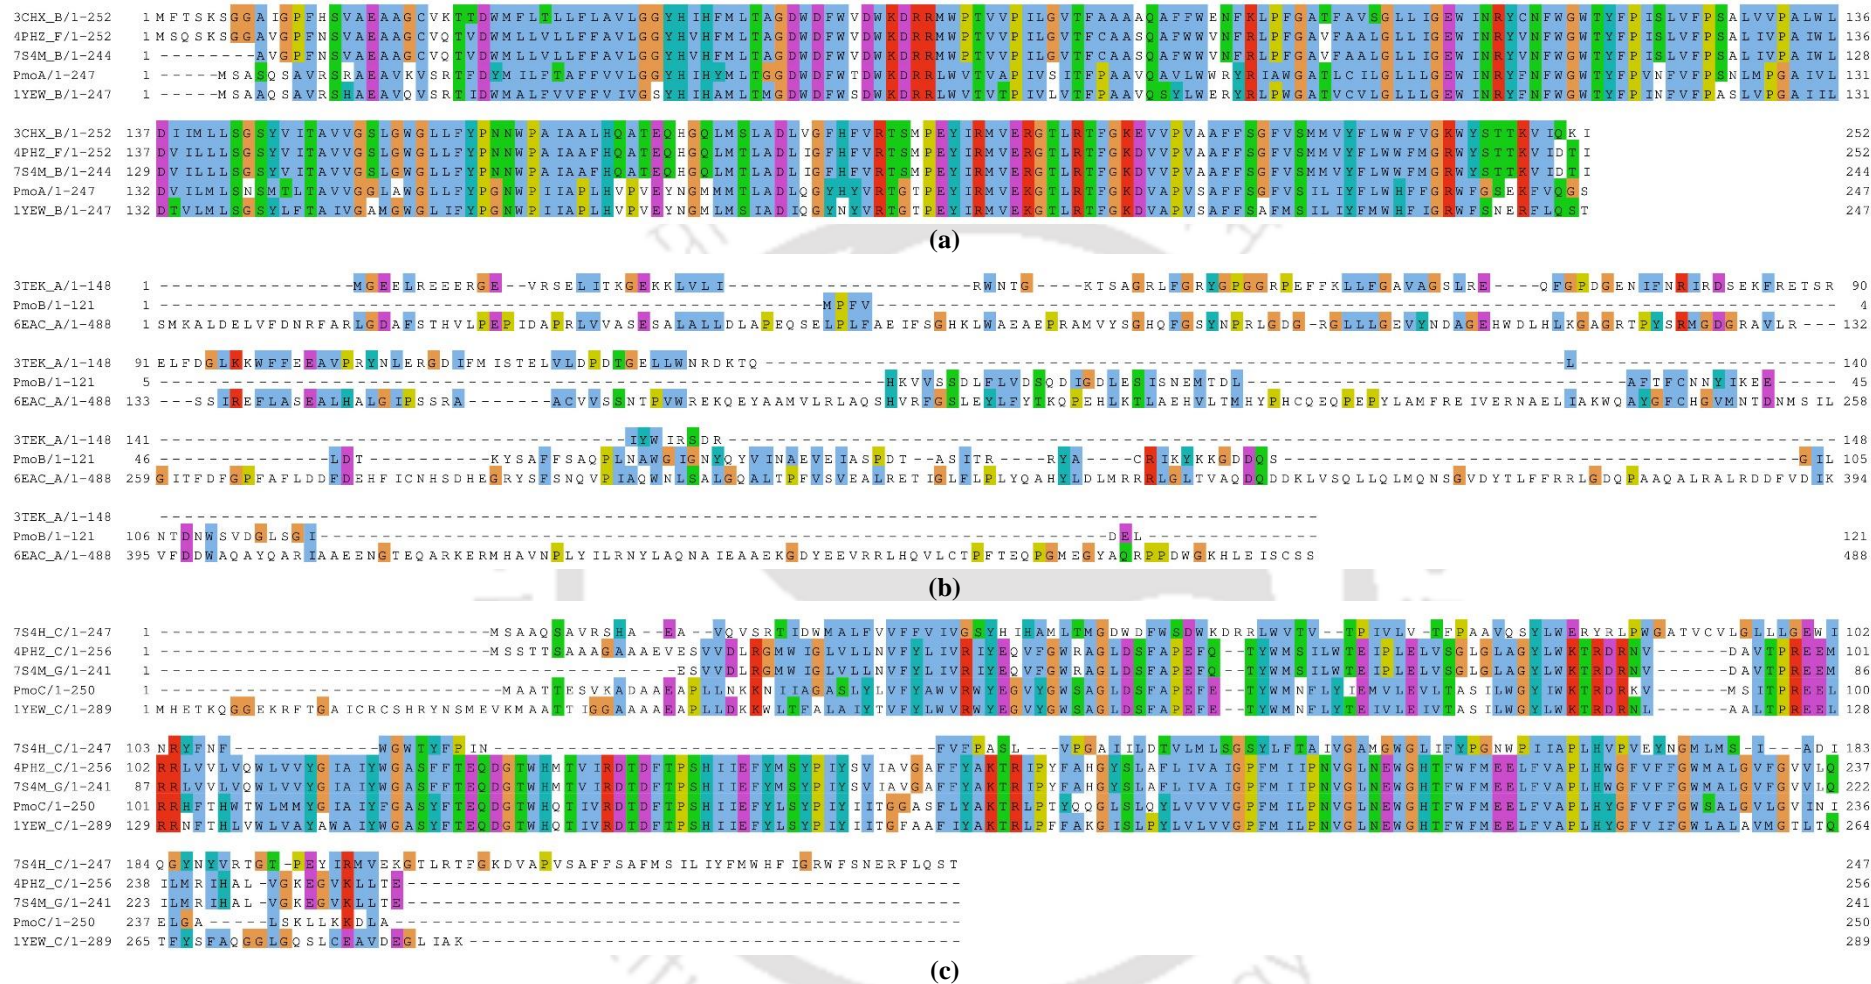 3CHX_B/1-252 1 MFTSKSGGAIGPFHSVAEAAGCVKTTDWMFLTLLFLAVLGGYHIHFMLTAGDWDFWVDWKDRRMWPTVVPILGVTFAAAAQAFFWENFKLPFGATFAVSGLLIGEWINRYCNFWGWTYFPISLVFPSALVVPALWL 136
4PHZ_F/1-252 1 MSQSKSGGAVGPFNSVAEAAGCVQTVDWMLLVLLFFAVLGGYHVHFMLTAGDWDFWVDWKDRRMWPTVVPILGVTFCAASQAFWWVNFRLPFGAVFAALGLLIGEWINRYVNFWGWTYFPISLVFPSALIVPAIWL 136
7S4M_B/1-244 1 --------AVGPFNSVAEAAGCVQTVDWMLLVLLFFAVLGGYHVHFMLTAGDWDFWVDWKDRRMWPTVVPILGVTFCAASQAFWWVNFRLPFGAVFAALGLLIGEWINRYVNFWGWTYFPISLVFPSALIVPAIWL 128
PmoA/1-247 1 -----MSASQSAVRSRAEAVKVSRTFDYMILFTAFFVVLGGYHIHYMLTGGDWDFWTDWKDRRLWVTVAPIVSITFPAAVQAVLWWRYRIAWGATLCILGLLLGEWINRYFNFWGWTYFPVNFVFPSNLMPGAIVL 131
1YEW_B/1-247 1 -----MSAAQSAVRSHAEAVQVSRTIDWMALFVVFFVIVGSYHIHAMLTMGDWDFWSDWKDRRLWVTVTPIVLVTFPAAVQSYLWERYRLPWGATVCVLGLLLGEWINRYFNFWGWTYFPINFVFPASLVPGAIIL 131
3CHX_B/1-252 137 DIIMLLSGSYVITAVVGSLGWGLLFYPNNWPAIAALHQATEQHGQLMSLADLVGFHFVRTSMPEYIRMVERGTLRTFGKEVVPVAAFFSGFVSMMVYFLWWFVGKWYSTTKVIQKI 252
4PHZ_F/1-252 137 DVILLLSGSYVITAVVGSLGWGLLFYPNNWPAIAAFHQATEQHGQLMTLADLIGFHFVRTSMPEYIRMVERGTLRTFGKDVVPVAAFFSGFVSMMVYFLWWFMGRWYSTTKVIDTI 252
7S4M_B/1-244 129 DVILLLSGSYVITAVVGSLGWGLLFYPNNWPAIAAFHQATEQHGQLMTLADLIGFHFVRTSMPEYIRMVERGTLRTFGKDVVPVAAFFSGFVSMMVYFLWWFMGRWYSTTKVIDTI 244
PmoA/1-247 132 DVILMLSNSMTLTAVVGGLAWGLLFYPGNWPIIAPLHVPVEYNGMMMTLADLQGYHYVRTGTPEYIRMVEKGTLRTFGKDVAPVSAFFSGFVSILIYFLWHFFGRWFGSEKFVQGS 247
1YEW_B/1-247 132 DTVLMLSGSYLFTAIVGAMGWGLIFYPGNWPIIAPLHVPVEYNGMLMSIADIQGYNYVRTGTPEYIRMVEKGTLRTFGKDVAPVSAFFSAFMSILIYFMWHFIGRWFSNERFLQST 247
(a)
3TEK_A/1-148 1 ----------------MGEELREEERGE--VRSELITKGEKKLVLI--------------------RWNTG----KTSAGRLFGRYGPGGRPEFFKLLFGAVAGSLRE----QFGPDGENIFNRIRDSEKFRETSR 90
PmoB/1-121 1 ------------------------------------------------------MPFV------------------------------------------------------------------------------ 4
6EAC_A/1-488 1 SMKALDELVFDNRFARLGDAFSTHVLPEPIDAPRLVVASESALALLDLAPEQSELPLFAEIFSGHKLWAEAEPRAMVYSGHQFGSYNPRLGDG-RGLLLGEVYNDAGEHWDLHLKGAGRTPYSRMGDGRAVLR--- 132
3TEK_A/1-148 91 ELFDGLKKWFFEEAVPRYNLERGDIFMISTELVLDPDTGELLWNRDKTQ-----------------------------------------------------------------L--------------------- 140
PmoB/1-121 5 -----------------------------------------------------------HKVVSSDLFLVDSQDIGDLESISNEMTDL-------------------------------AFTFCNNYIKEE----- 45
6EAC_A/1-488 133 ---SSIREFLASEALHALGIPSSRA-----ACVVSSNTPVWREKQEYAAMVLRLAQSHVRFGSLEYLFYTKQPEHLKTLAEHVLTMHYPHCQEQPEPYLAMFREIVERNAELIAKWQAYGFCHGVMNTDNMSIL 258
3TEK_A/1-148 141 --------------------------------------IYWIRSDR------------------------------------------------------------------------------------------ 148
PmoB/1-121 46 --------------LDT----------KYSAFFSAQPLNAWGIGNYQYVINAEVEIASPDT--ASITR----RYA-----CRIKYKKGDDQS------------------------------------------GIL 105
6EAC_A/1-488 259 GITFDFGPFAFLDDFDEHFICNHSDHEGRYSFSNQVPIAQWNLSALGQALTPFVSVEALRETIGLFLPLYQAHYLDLMRRRLGLTVAQDQDDKLVSQLLQLMQNSGVDYTLFFRRLGDQPAAQALRALRDDFVDIK 394
3TEK_A/1-148 ----------------------------------------------------------------------------------------------
PmoB/1-121 106 NTDNWSVDGLSGI----------------------------------------------------------------DEL-------------- 121
6EAC_A/1-488 395 VFDDWAQAYQARIAAEENGTEQARKERMHAVNPLYILRNYLAQNAIEAAEKGDYEEVRRLHQVLCTPFTEQPGMEGYAQRPPDWGKHLEISCSS 488
(b)
7S4H_C/1-247 1 ---------------------------MSAAQSAVRSHA--EA---VQVSRTIDWMALFVVFFVIVGSYHIHAMLTMGDWDFWSDWKDRRLWVTV--TPIVLV-TFPAAVQSYLWERYRLPWGATVCVLGLLLGEWI 102
4PHZ_C/1-256 1 ---------------------------MSSTTSAAAGAAAEVESVVDLRGMWIGLVLLNVFYLIVRIYEQVFGWRAGLDSFAPEFQ--TYWMSILWTEIPLELVSGLGLAGYLWKTRDRNV------DAVTPREEM 101
7S4M_G/1-241 1 ------------------------------------------ESVVDLRGMWIGLVLLNVFYLIVRIYEQVFGWRAGLDSFAPEFQ--TYWMSILWTEIPLELVSGLGLAGYLWKTRDRNV------DAVTPREEM 86
PmoC/1-250 1 ----------------------------MAATTESVKADAAEAPLLNKKNIIAGASLYLVFYAWVRWYEGVYGWSAGLDSFAPEFE--TYWMNFLYIEMVLEVLTASILWGYIWKTRDRKV------MSITPREEL 100
1YEW_C/1-289 1 MHETKQGGEKRFTGAICRCSHRYNSMEVKMAATTIGGAAAAEAPLLDKKWLTFALAIYTVFYLWVRWYEGVYGWSAGLDSFAPEFE--TYWMNFLYTEIVLEIVTASILWGYLWKTRDRNL------AALTPREEL 128
7S4H_C/1-247 103 NRYFNF------------WGWTYFPIN------------------------------------FVFPASL---VPGAIILDTVLMLSGSYLFTAIVGAMGWGLIFYPGNWPIIAPLHVPVEYNGMLMS-I---ADI 183
4PHZ_C/1-256 102 RRLVVLVQWLVVYGIAIYWGASFFTEQDGTWHMTVIRDTDFTPSHIIEFYMSYPIYSVIAVGAFFYAKTRIPYFAHGYSLAFLIVAIGPFMIIPNVGLNEWGHTFWFMEELFVAPLHWGFVFFGWMALGVFGVVLQ 237
7S4M_G/1-241 87 RRLVVLVQWLVVYGIAIYWGASFFTEQDGTWHMTVIRDTDFTPSHIIEFYMSYPIYSVIAVGAFFYAKTRIPYFAHGYSLAFLIVAIGPFMIIPNVGLNEWGHTFWFMEELFVAPLHWGFVFFGWMALGVFGVVLQ 222
PmoC/1-250 101 RRHFTHWTWLMMYGIAIYFGASYFTEQDGTWHQTIVRDTDFTPSHIIEFYLSYPIYIITGGASFLYAKTRLPTYQQGLSLQYLVVVVGPFMILPNVGLNEWGHTFWFMEELFVAPLHYGFVFFGWSALGVLGVINI 236
1YEW_C/1-289 129 RRNFTHLVWLVAYAWAIYWGASYFTEQDGTWHQTIVRDTDFTPSHIIEFYLSYPIYIITGFAAFIYAKTRLPFFAKGISLPYLVLVVGPFMILPNVGLNEWGHTFWFMEELFVAPLHYGFVIFGWLALAVMGTLTQ 264
7S4H_C/1-247 184 QGYNYVRTGT-PEYIRMVEKGTLRTFGKDVAPVSAFFSAFMSILIYFMWHFIGRWFSNERFLQST 247
4PHZ_C/1-256 238 ILMRIHAL-VGKEGVKLLTE--------------------------------------------- 256
7S4M_G/1-241 223 ILMRIHAL-VGKEGVKLLTE--------------------------------------------- 241
PmoC/1-250 237 ELGA-----LSKLLKKDLA---------------------------------------------- 250
1YEW_C/1-289 265 TFYSFAQGGLGQSLCEAVDEGLIAK---------------------------------------- 289
(c)